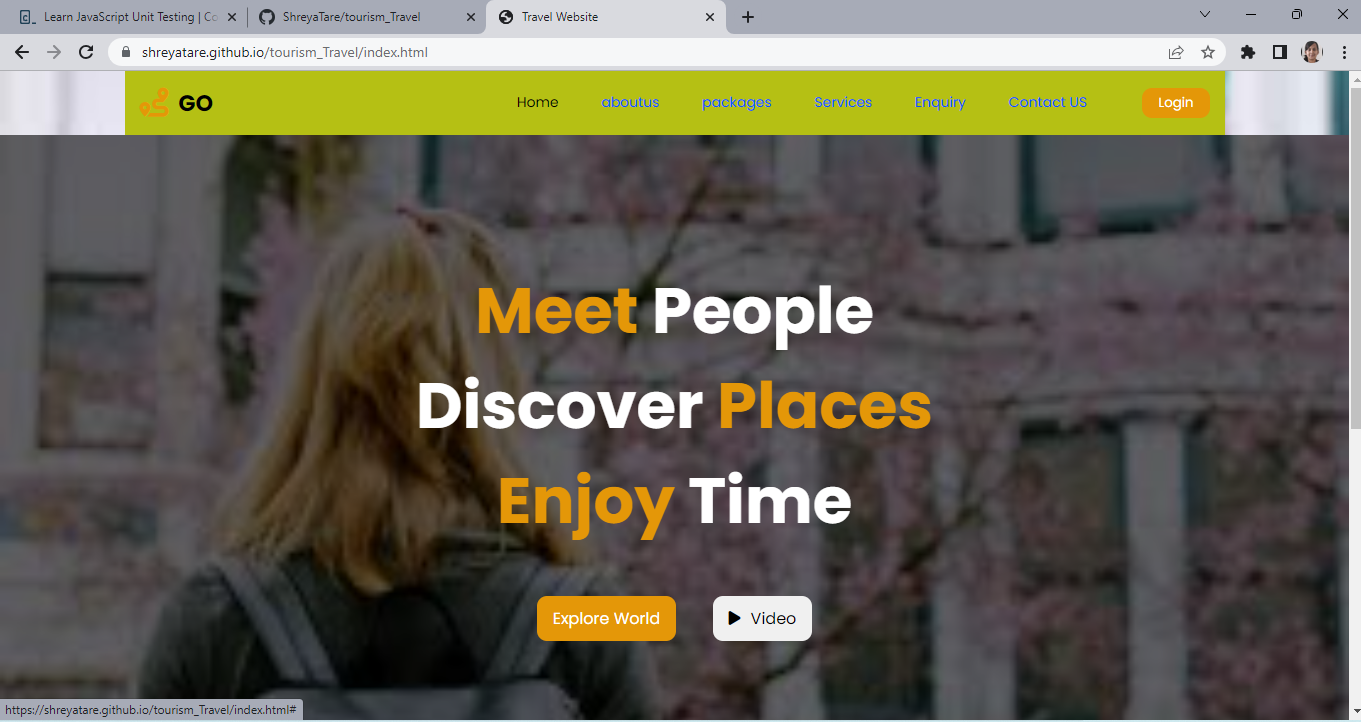 Learn JavaScript Unit Testing | Co
ShreyaTare/tourism_Travel
Travel Website
shreyatare.github.io/tourism_Travel/index.html
GO
Home
aboutus
packages
Services
Enquiry
Contact US
Login
Meet People
Discover Places
Enjoy Time
Explore World
Video
https://shreyatare.github.io/tourism_Travel/index.html#